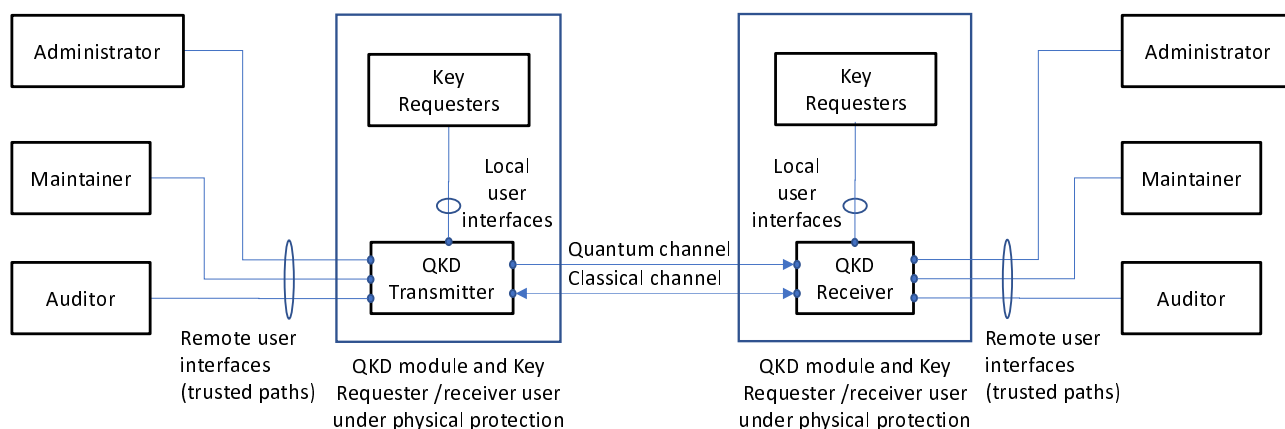 Administrator
Maintainer
Auditor
Remote user
interfaces
(trusted paths)
Key
Requesters
Local
user
interfaces
QKD
Transmitter
QKD module and Key
Requester /receiver user
under physical protection
Quantum channel
Classical channel
Key
Requesters
Local
user
interfaces
QKD
Receiver
QKD module and Key
Requester /receiver user
under physical protection
Administrator
Maintainer
Auditor
Remote user
interfaces
(trusted paths)